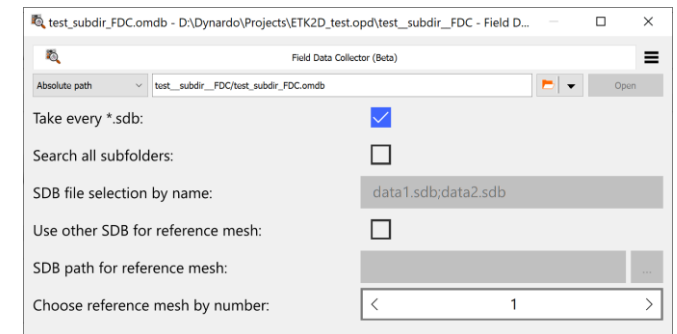 test_subdir_FDC.omdb - D:\Dynardo\Projects\ETK2D_test.opd\test__subdir__FDC - Field D...
Field Data Collector (Beta)
Absolute path test__subdir__FDC/test_subdir_FDC.omdb Open
Take every *.sdb:
Search all subfolders:
SDB file selection by name: data1.sdb;data2.sdb
Use other SDB for reference mesh:
SDB path for reference mesh: ...
Choose reference mesh by number: 1